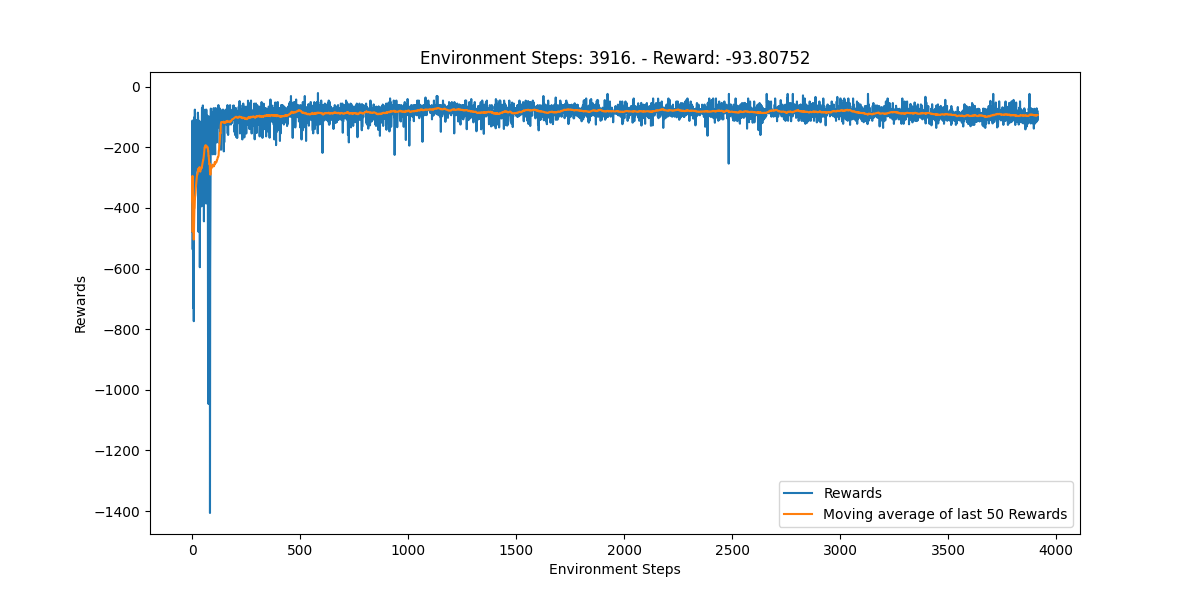 Environment Steps: 3916. - Reward: -93.80752
0
−200
−400
−600
−800
−1000
−1200
−1400
Rewards
Rewards
Moving average of last 50 Rewards
0 500 1000 1500 2000 2500 3000 3500 4000
Environment Steps